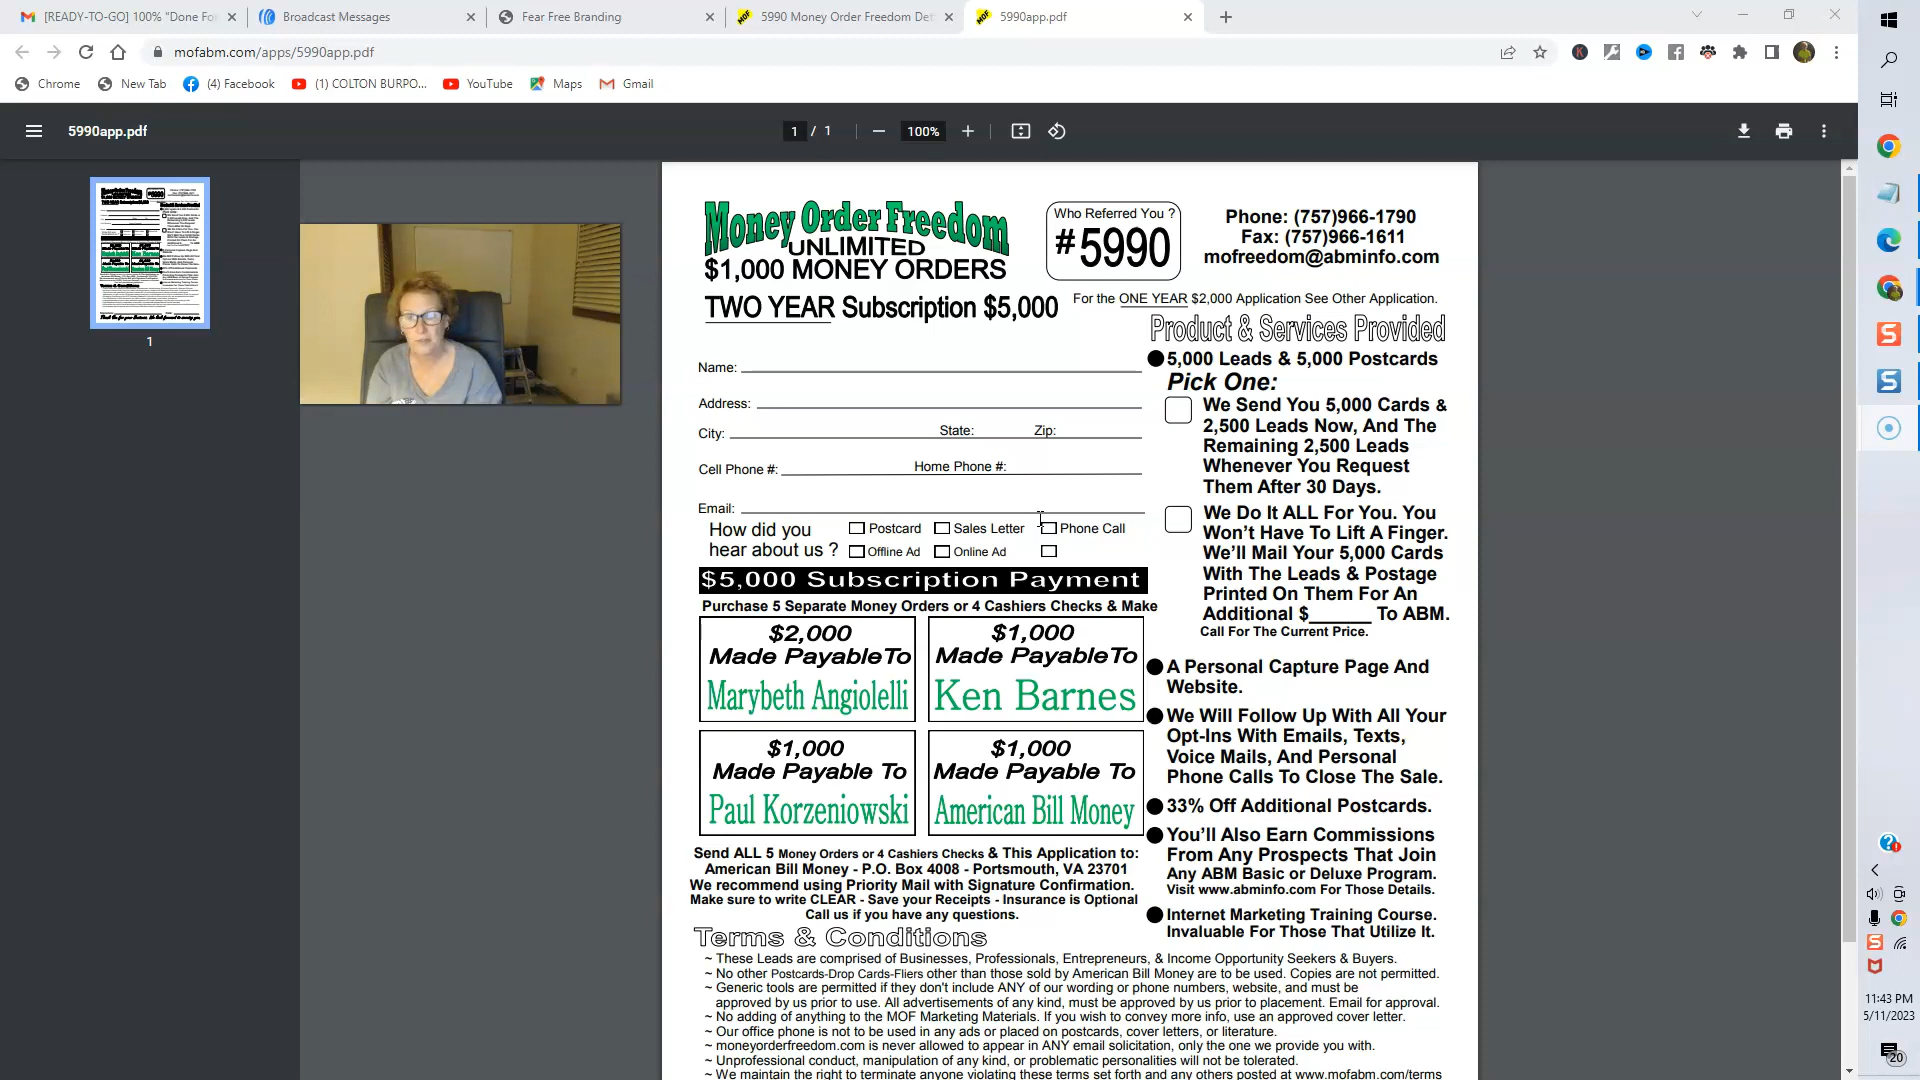 [READY-TO-GO] 100% "Done For
Broadcast Messages
Fear Free Branding
5990 Money Order Freedom Det
5990app.pdf
mofabm.com/apps/5990app.pdf
Chrome
New Tab
(4) Facebook
(1) COLTON BURPO...
YouTube
Maps
Gmail
5990app.pdf
1 / 1
100%
1
Money Order Freedom
UNLIMITED
$1,000 MONEY ORDERS
TWO YEAR Subscription $5,000
Who Referred You ?
#5990
Phone: (757)966-1790
Fax: (757)966-1611
mofreedom@abminfo.com
For the ONE YEAR $2,000 Application See Other Application.
Name:
Address:
City: State: Zip:
Cell Phone #: Home Phone #:
Email:
How did you
hear about us ?
Postcard Sales Letter Phone Call
Offline Ad Online Ad
$5,000 Subscription Payment
Purchase 5 Separate Money Orders or 4 Cashiers Checks & Make
$2,000
Made Payable To
Marybeth Angiolelli
$1,000
Made Payable To
Ken Barnes
$1,000
Made Payable To
Paul Korzeniowski
$1,000
Made Payable To
American Bill Money
Send ALL 5 Money Orders or 4 Cashiers Checks & This Application to:
American Bill Money - P.O. Box 4008 - Portsmouth, VA 23701
We recommend using Priority Mail with Signature Confirmation.
Make sure to write CLEAR - Save your Receipts - Insurance is Optional
Call us if you have any questions.
Product & Services Provided
5,000 Leads & 5,000 Postcards
Pick One:
We Send You 5,000 Cards &
2,500 Leads Now, And The
Remaining 2,500 Leads
Whenever You Request
Them After 30 Days.
We Do It ALL For You. You
Won't Have To Lift A Finger.
We'll Mail Your 5,000 Cards
With The Leads & Postage
Printed On Them For An
Additional $______ To ABM.
Call For The Current Price.
A Personal Capture Page And
Website.
We Will Follow Up With All Your
Opt-Ins With Emails, Texts,
Voice Mails, And Personal
Phone Calls To Close The Sale.
33% Off Additional Postcards.
You'll Also Earn Commissions
From Any Prospects That Join
Any ABM Basic or Deluxe Program.
Visit www.abminfo.com For Those Details.
Internet Marketing Training Course.
Invaluable For Those That Utilize It.
Terms & Conditions
~ These Leads are comprised of Businesses, Professionals, Entrepreneurs, & Income Opportunity Seekers & Buyers.
~ No other Postcards-Drop Cards-Fliers other than those sold by American Bill Money are to be used. Copies are not permitted.
~ Generic tools are permitted if they don't include ANY of our wording or phone numbers, website, and must be
approved by us prior to use. All advertisements of any kind, must be approved by us prior to placement. Email for approval.
~ No adding of anything to the MOF Marketing Materials. If you wish to convey more info, use an approved cover letter.
~ Our office phone is not to be used in any ads or placed on postcards, cover letters, or literature.
~ moneyorderfreedom.com is never allowed to appear in ANY email solicitation, only the one we provide you with.
~ Unprofessional conduct, manipulation of any kind, or problematic personalities will not be tolerated.
~ We maintain the right to terminate anyone violating these terms set forth and any others posted at www.mofabm.com/terms
11:43 PM
5/11/2023
20